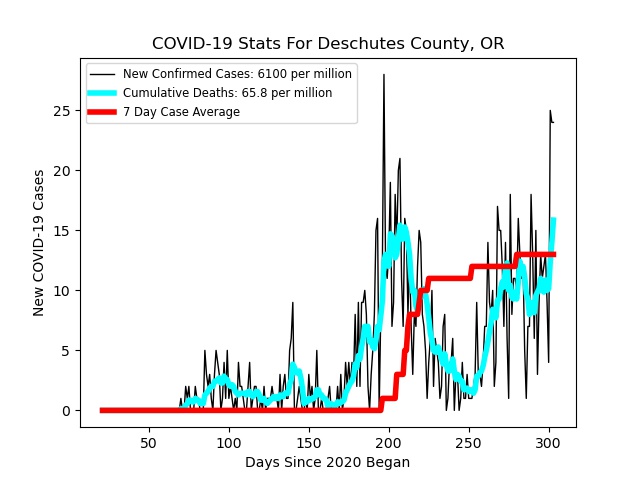 COVID-19 Stats For Deschutes County, OR
New Confirmed Cases: 6100 per million
Cumulative Deaths: 65.8 per million
7 Day Case Average
New COVID-19 Cases
25
20
15
10
5
0
50 100 150 200 250 300
Days Since 2020 Began